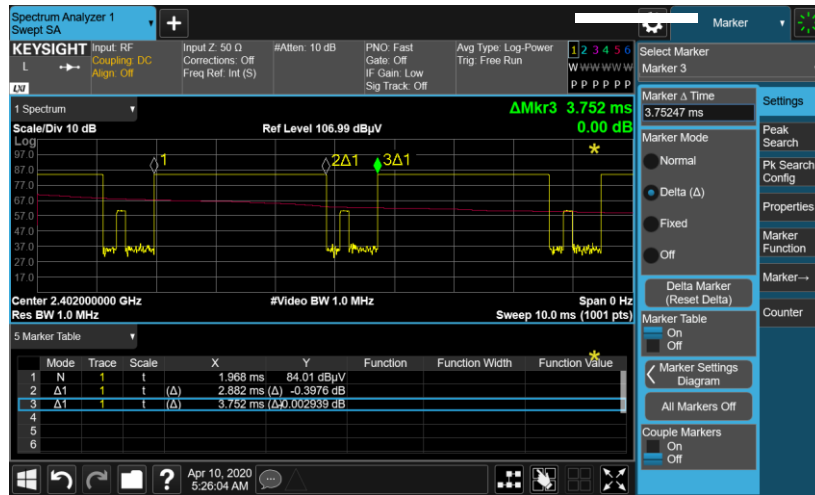 Spectrum Analyzer 1
Swept SA
+
Marker
KEYSIGHT Input: RF Input Z: 50 Ω #Atten: 10 dB PNO: Fast Avg Type: Log-Power 1 2 3 4 5 6
L Coupling: DC Corrections: Off Gate: Off Trig: Free Run W W W W W W
Align: Off Freq Ref: Int (S) IF Gain: Low
LXI Sig Track: Off P P P P P P
1 Spectrum
ΔMkr3 3.752 ms
Scale/Div 10 dB Ref Level 106.99 dBµV 0.00 dB
Log
97.0
87.0
77.0
67.0
57.0
47.0
37.0
27.0
17.0
1 2Δ1 3Δ1
Center 2.402000000 GHz #Video BW 1.0 MHz Span 0 Hz
Res BW 1.0 MHz Sweep 10.0 ms (1001 pts)
5 Marker Table
Mode Trace Scale X Y Function Function Width Function Value
1 N 1 t 1.968 ms 84.01 dBµV
2 Δ1 1 t (Δ) 2.882 ms (Δ) -0.3976 dB
3 Δ1 1 t (Δ) 3.752 ms (Δ)-0.002939 dB
4
5
6
? Apr 10, 2020
5:26:04 AM
Select Marker
Marker 3
Marker Δ Time
3.75247 ms
Marker Mode
Normal
Delta (Δ)
Fixed
Off
Delta Marker
(Reset Delta)
Marker Table
On
Off
Marker Settings
Diagram
All Markers Off
Couple Markers
On
Off
Settings
Peak
Search
Pk Search
Config
Properties
Marker
Function
Marker→
Counter